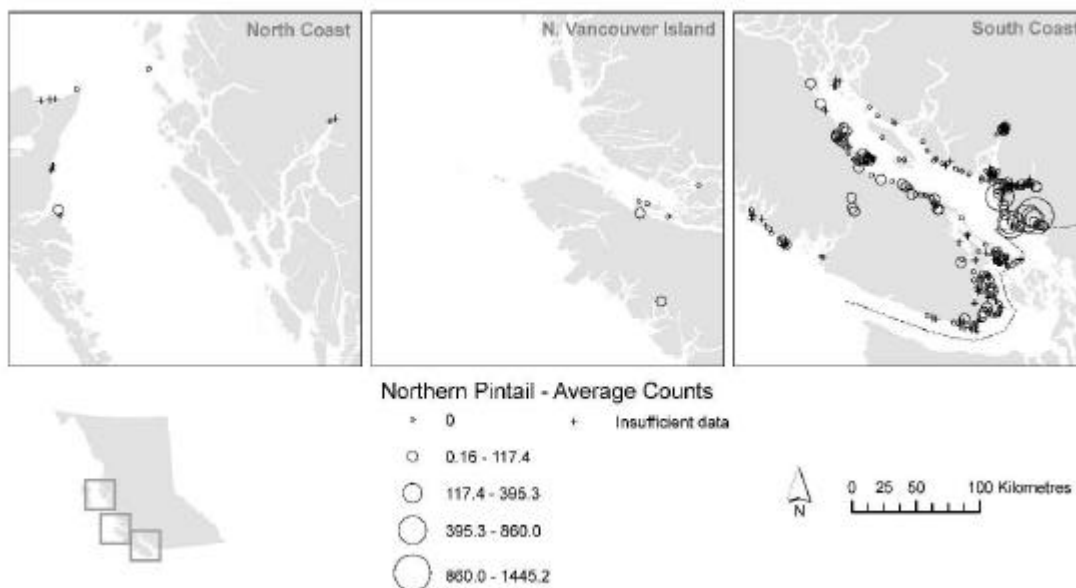 North Coast
N. Vancouver Island
South Coast
Northern Pintail - Average Counts
0
Insufficient data
0.16 - 117.4
117.4 - 395.3
395.3 - 860.0
860.0 - 1445.2
N
0 25 50 100 Kilometres